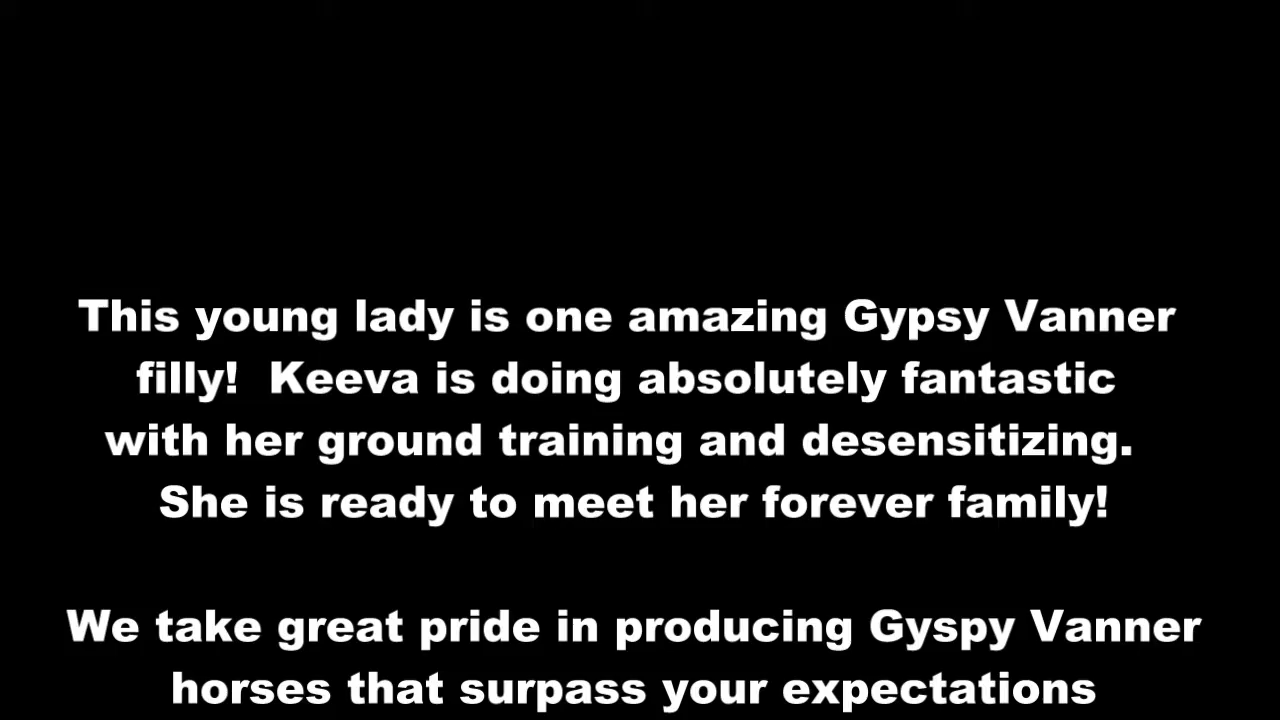 This young lady is one amazing Gypsy Vanner
filly!  Keeva is doing absolutely fantastic
with her ground training and desensitizing.
She is ready to meet her forever family!
We take great pride in producing Gyspy Vanner
horses that surpass your expectations